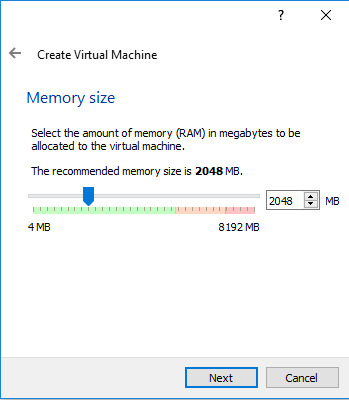 ?
Create Virtual Machine
Memory size
Select the amount of memory (RAM) in megabytes to be
allocated to the virtual machine.
The recommended memory size is 2048 MB.
2048 MB
4 MB 8192 MB
Next Cancel